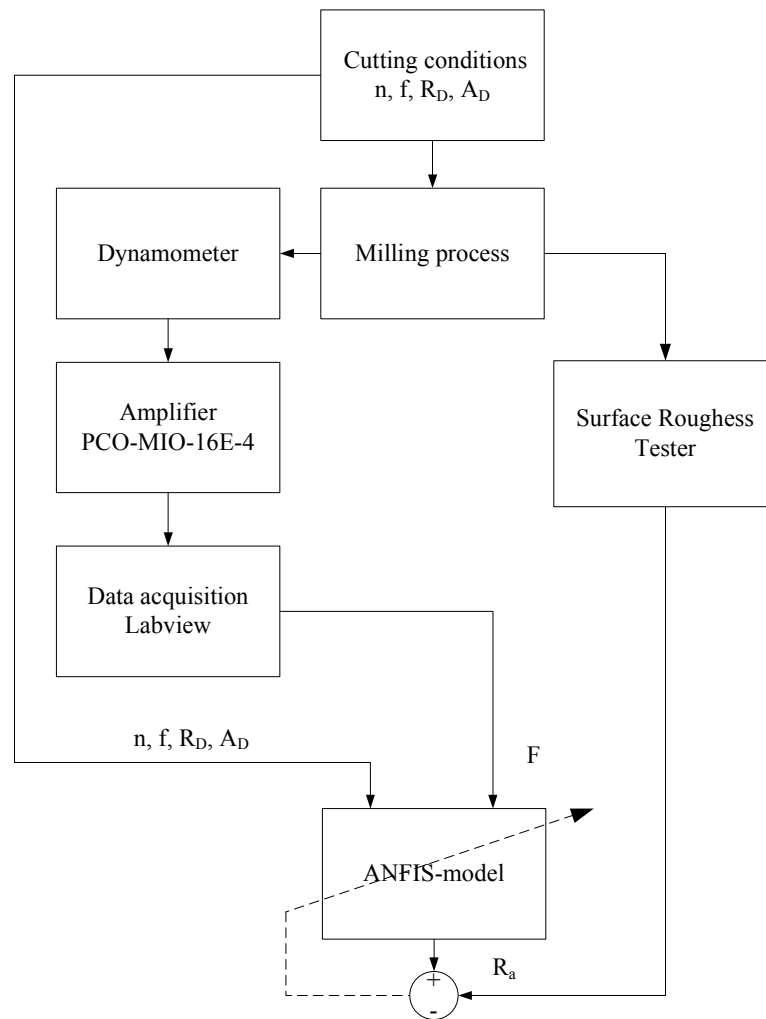 Cutting conditions
n, f, R_D, A_D
Dynamometer
Milling process
Amplifier
PCO-MIO-16E-4
Surface Roughess
Tester
Data acquisition
Labview
n, f, R_D, A_D
F
ANFIS-model
R_a
+
-